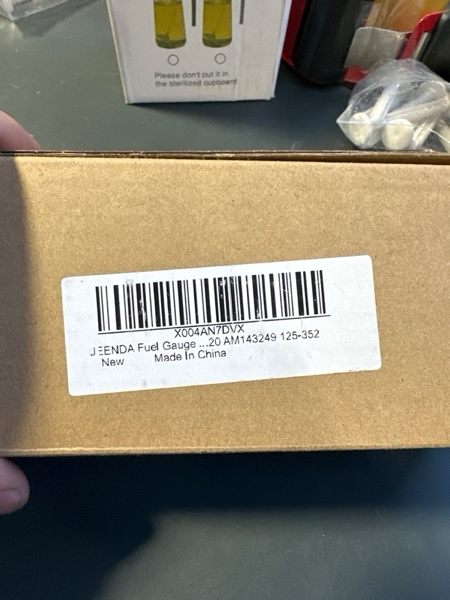 Please don't put it in
the sterilized cupboard
X004AN7DVX
JEENDA Fuel Gauge ...20 AM143249 125-352
New Made In China